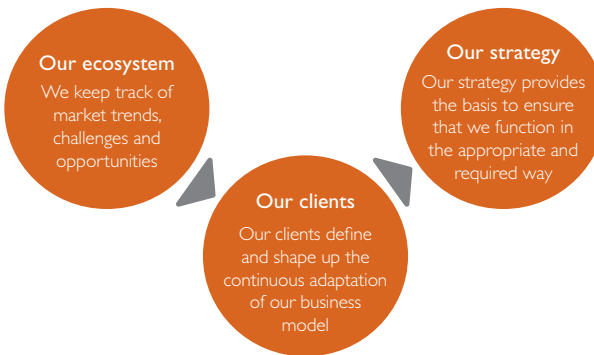 Our ecosystem
We keep track of
market trends,
challenges and
opportunities
Our clients
Our clients define
and shape up the
continuous adaptation
of our business
model
Our strategy
Our strategy provides
the basis to ensure
that we function in
the appropriate and
required way